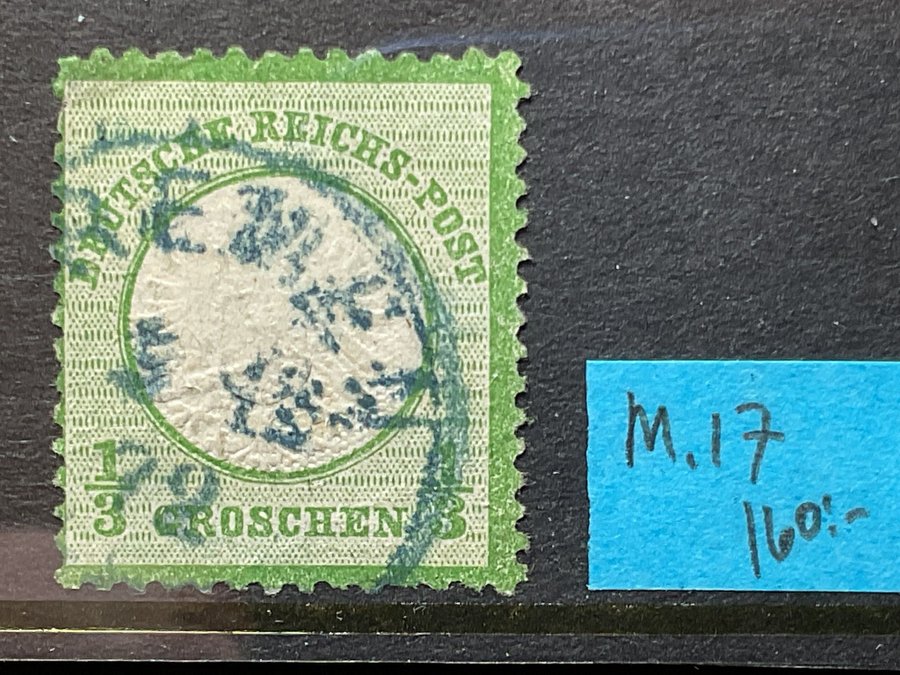 DEUTSCHE REICHS-POST
1/3 GROSCHEN 1/3
M.17
160:-